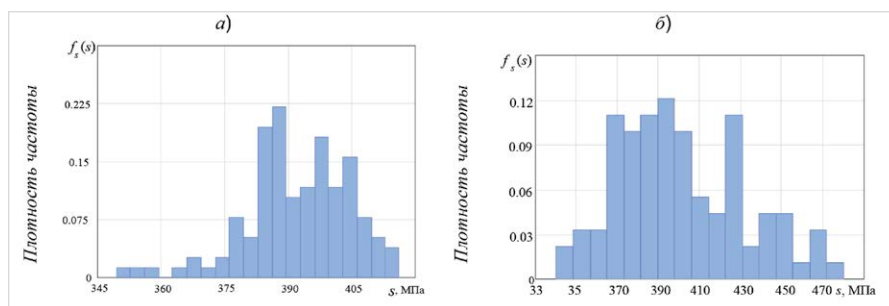 а)
f_s(s)
Плотность частоты
0.225
0.15
0.075
0
345 360 375 390 405 s, МПа
б)
f_s(s)
Плотность частоты
0.12
0.09
0.06
0.03
0
33 35 370 390 410 430 450 470 s, МПа